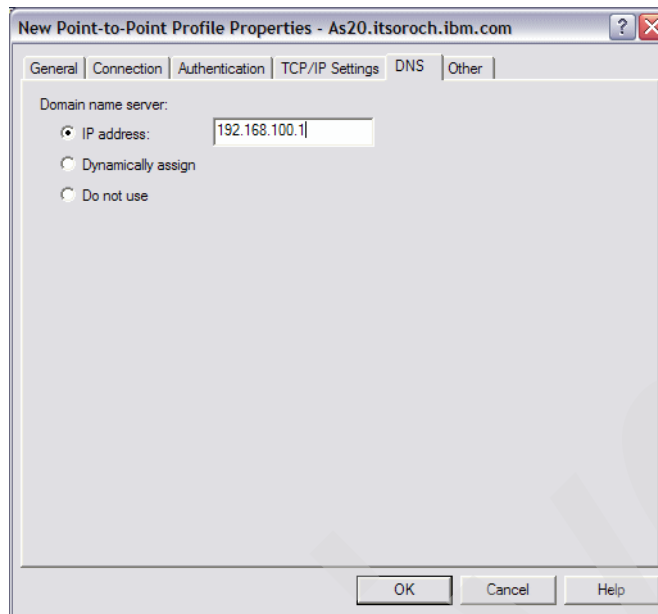 New Point-to-Point Profile Properties - As20.itsoroch.ibm.com
General Connection Authentication TCP/IP Settings DNS Other
Domain name server:
IP address: 192.168.100.1
Dynamically assign
Do not use
OK Cancel Help